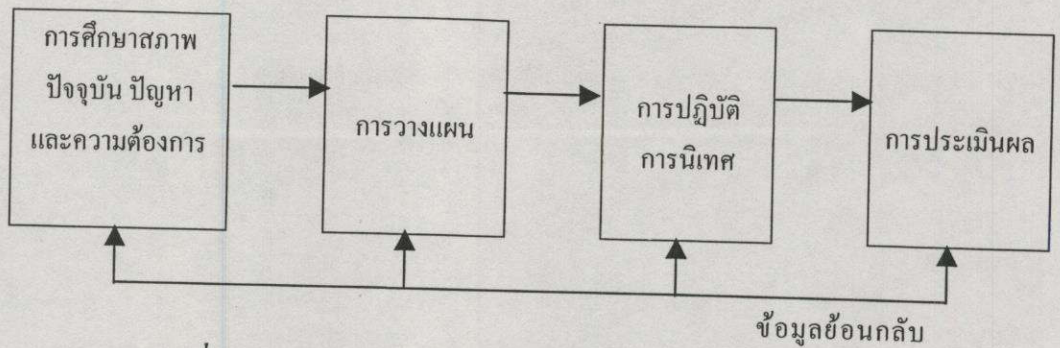 การศึกษาสภาพ
ปัจจุบัน ปัญหา
และความต้องการ
การวางแผน
การปฏิบัติ
การนิเทศ
การประเมินผล
ข้อมูลย้อนกลับ